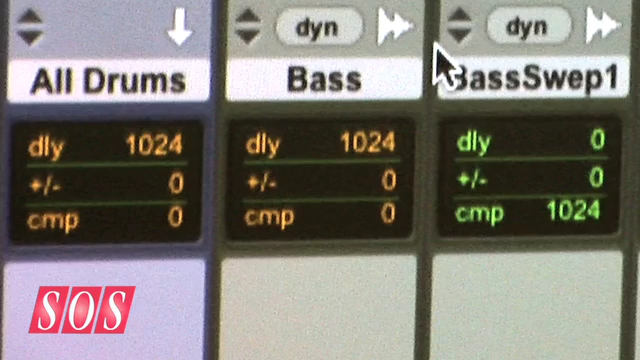 dyn dyn
All Drums Bass BassSwep1
dly 1024 dly 1024 dly 0
+/- 0 +/- 0 +/- 0
cmp 0 cmp 0 cmp 1024
SOS